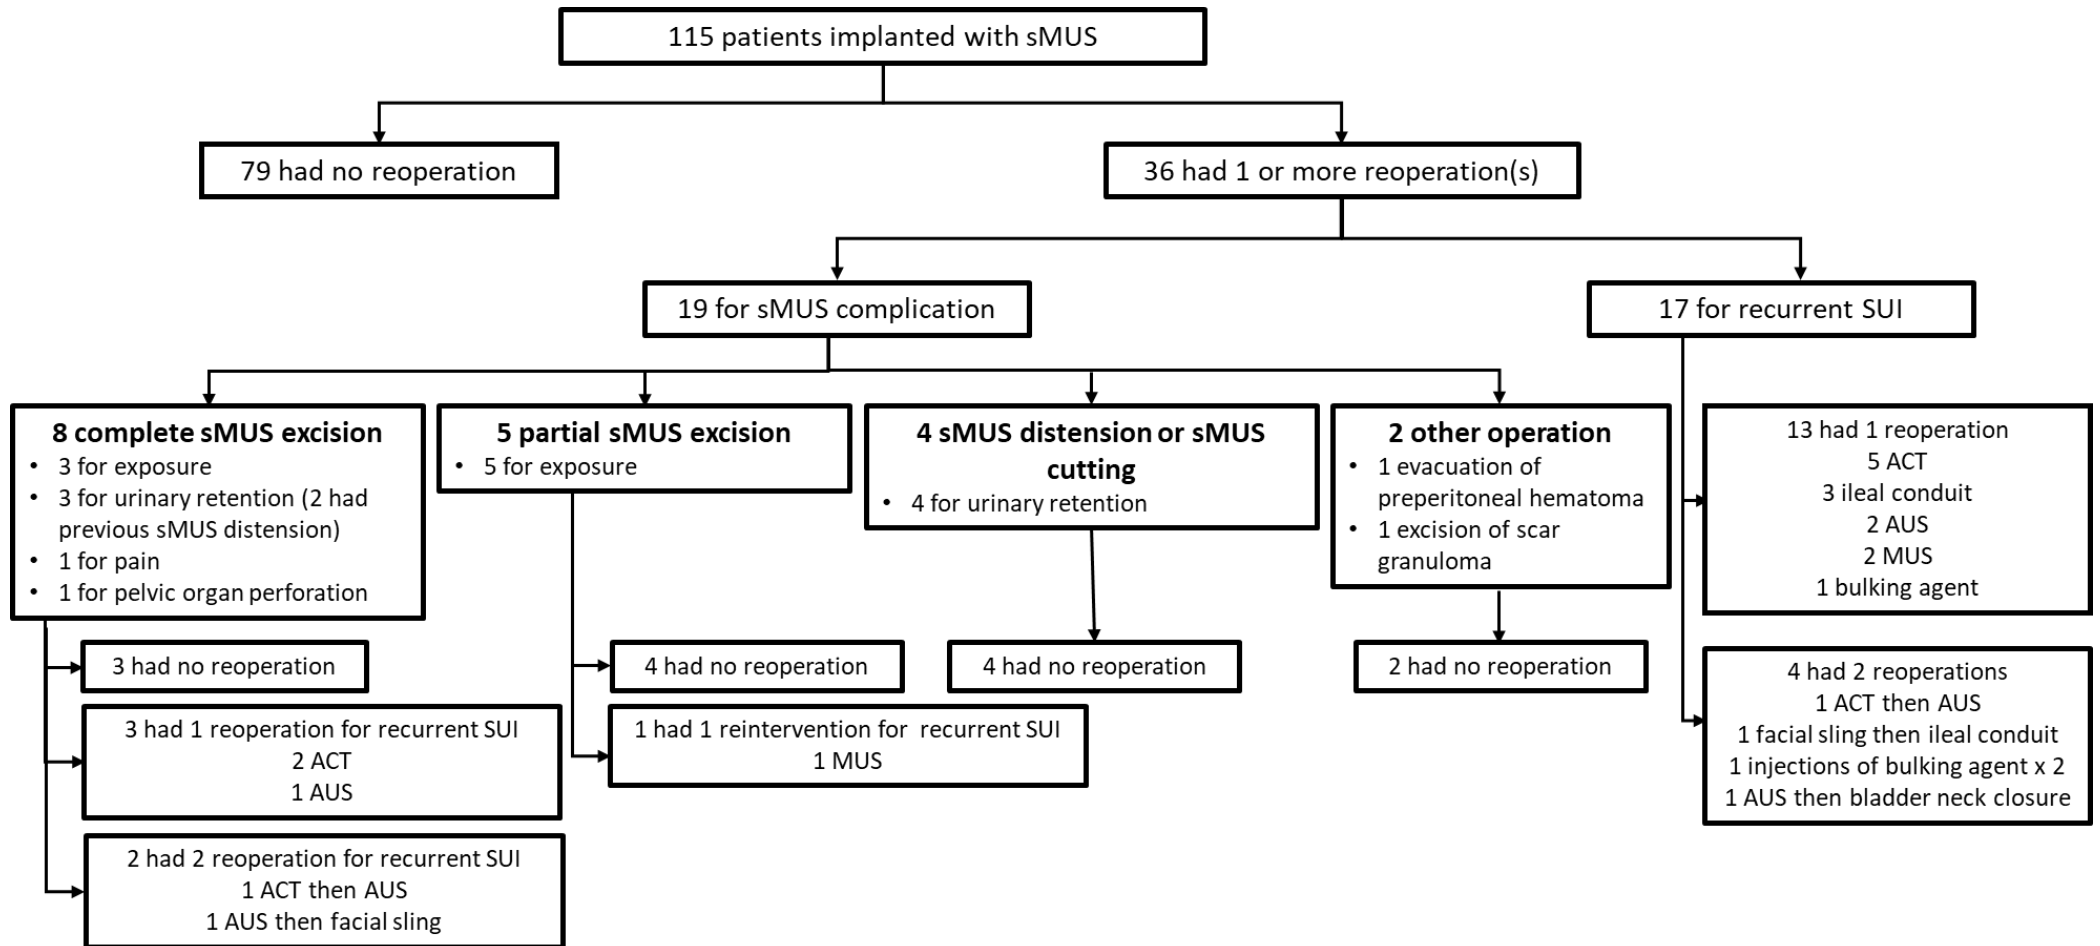 115 patients implanted with sMUS
79 had no reoperation
36 had 1 or more reoperation(s)
19 for sMUS complication
17 for recurrent SUI
8 complete sMUS excision
• 3 for exposure
• 3 for urinary retention (2 had
previous sMUS distension)
• 1 for pain
• 1 for pelvic organ perforation
5 partial sMUS excision
• 5 for exposure
4 sMUS distension or sMUS
cutting
• 4 for urinary retention
2 other operation
• 1 evacuation of
preperitoneal hematoma
• 1 excision of scar
granuloma
13 had 1 reoperation
5 ACT
3 ileal conduit
2 AUS
2 MUS
1 bulking agent
3 had no reoperation
4 had no reoperation
4 had no reoperation
2 had no reoperation
3 had 1 reoperation for recurrent SUI
2 ACT
1 AUS
1 had 1 reintervention for recurrent SUI
1 MUS
4 had 2 reoperations
1 ACT then AUS
1 facial sling then ileal conduit
1 injections of bulking agent x 2
1 AUS then bladder neck closure
2 had 2 reoperation for recurrent SUI
1 ACT then AUS
1 AUS then facial sling